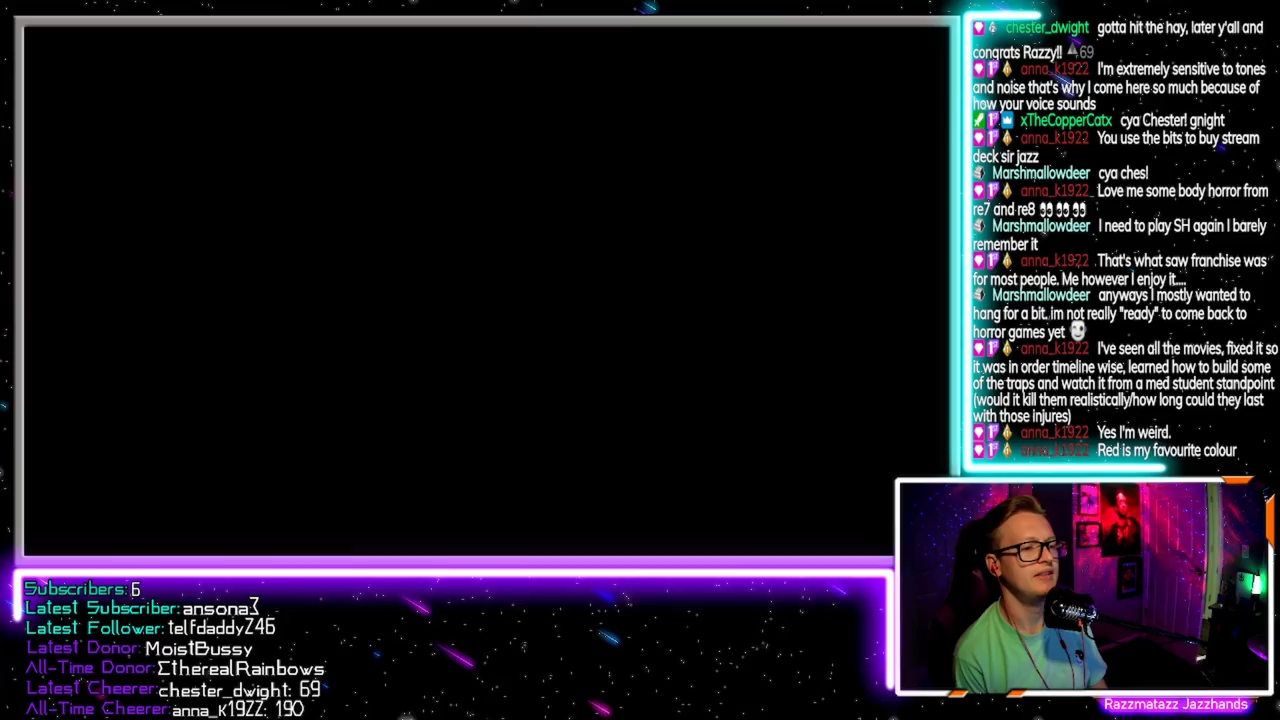 chester_dwight gotta hit the hay, later y'all and
congrats Razzy!! 69
anna_k1922 I'm extremely sensitive to tones
and noise that's why I come here so much because of
how your voice sounds
xTheCopperCatx cya Chester! gnight
anna_k1922 You use the bits to buy stream
deck sir jazz
Marshmallowdeer cya ches!
anna_k1922 Love me some body horror from
re7 and re8 👀👀👀
Marshmallowdeer I need to play SH again I barely
remember it
anna_k1922 That's what saw franchise was
for most people. Me however I enjoy it....
Marshmallowdeer anyways I mostly wanted to
hang for a bit. im not really "ready" to come back to
horror games yet
anna_k1922 I've seen all the movies, fixed it so
it was in order timeline wise, learned how to build some
of the traps and watch it from a med student standpoint
(would it kill them realistically/how long could they last
with those injures)
anna_k1922 Yes I'm weird.
anna_k1922 Red is my favourite colour
Subscribers: 6
Latest Subscriber: ansona3
Latest Follower: telfdaddy246
Latest Donor: MoistBussy
All-Time Donor: EtherealRainbows
Latest Cheerer: chester_dwight: 69
All-Time Cheerer: anna_k1922: 190
Razzmatazz Jazzhands